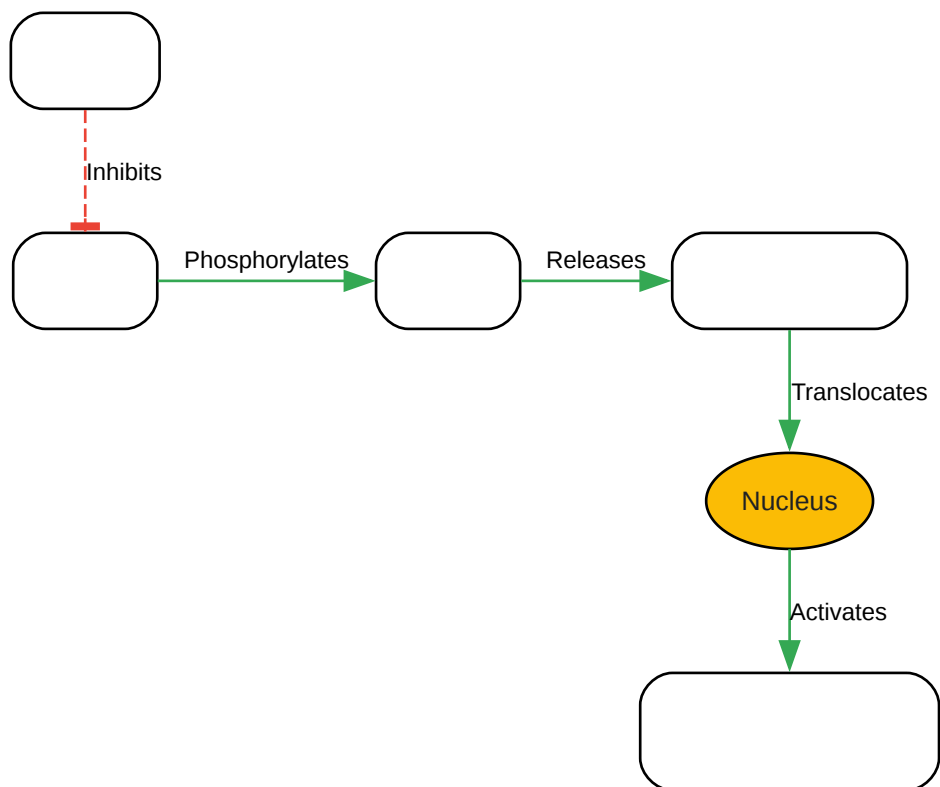 Inhibits
Phosphorylates
Releases
Translocates
Nucleus
Activates